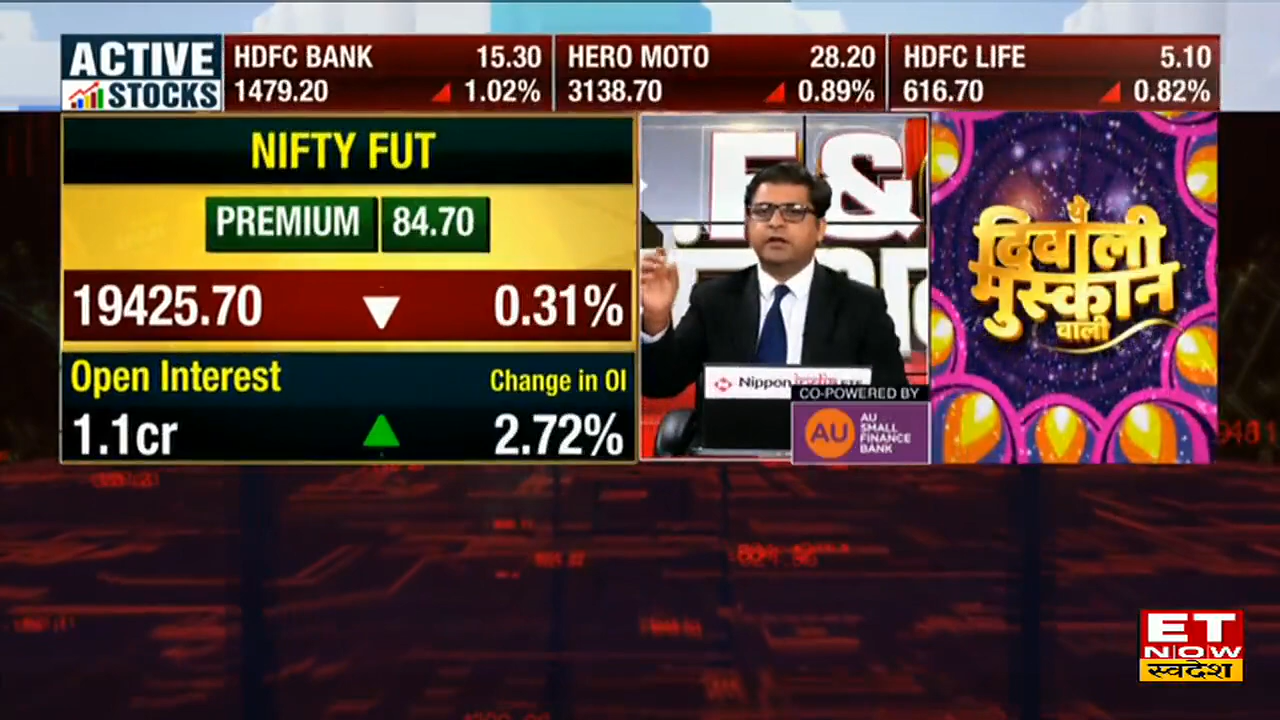 ACTIVE
STOCKS
HDFC BANK 15.30
1479.20 1.02%
HERO MOTO 28.20
3138.70 0.89%
HDFC LIFE 5.10
616.70 0.82%
NIFTY FUT
PREMIUM 84.70
19425.70 0.31%
Open Interest Change in OI
1.1cr 2.72%
F&
Nippon India ETF
CO-POWERED BY
AU
AU
SMALL
FINANCE
BANK
ये
दिवाली
मुस्कान
वाली
ET
NOW
स्वदेश